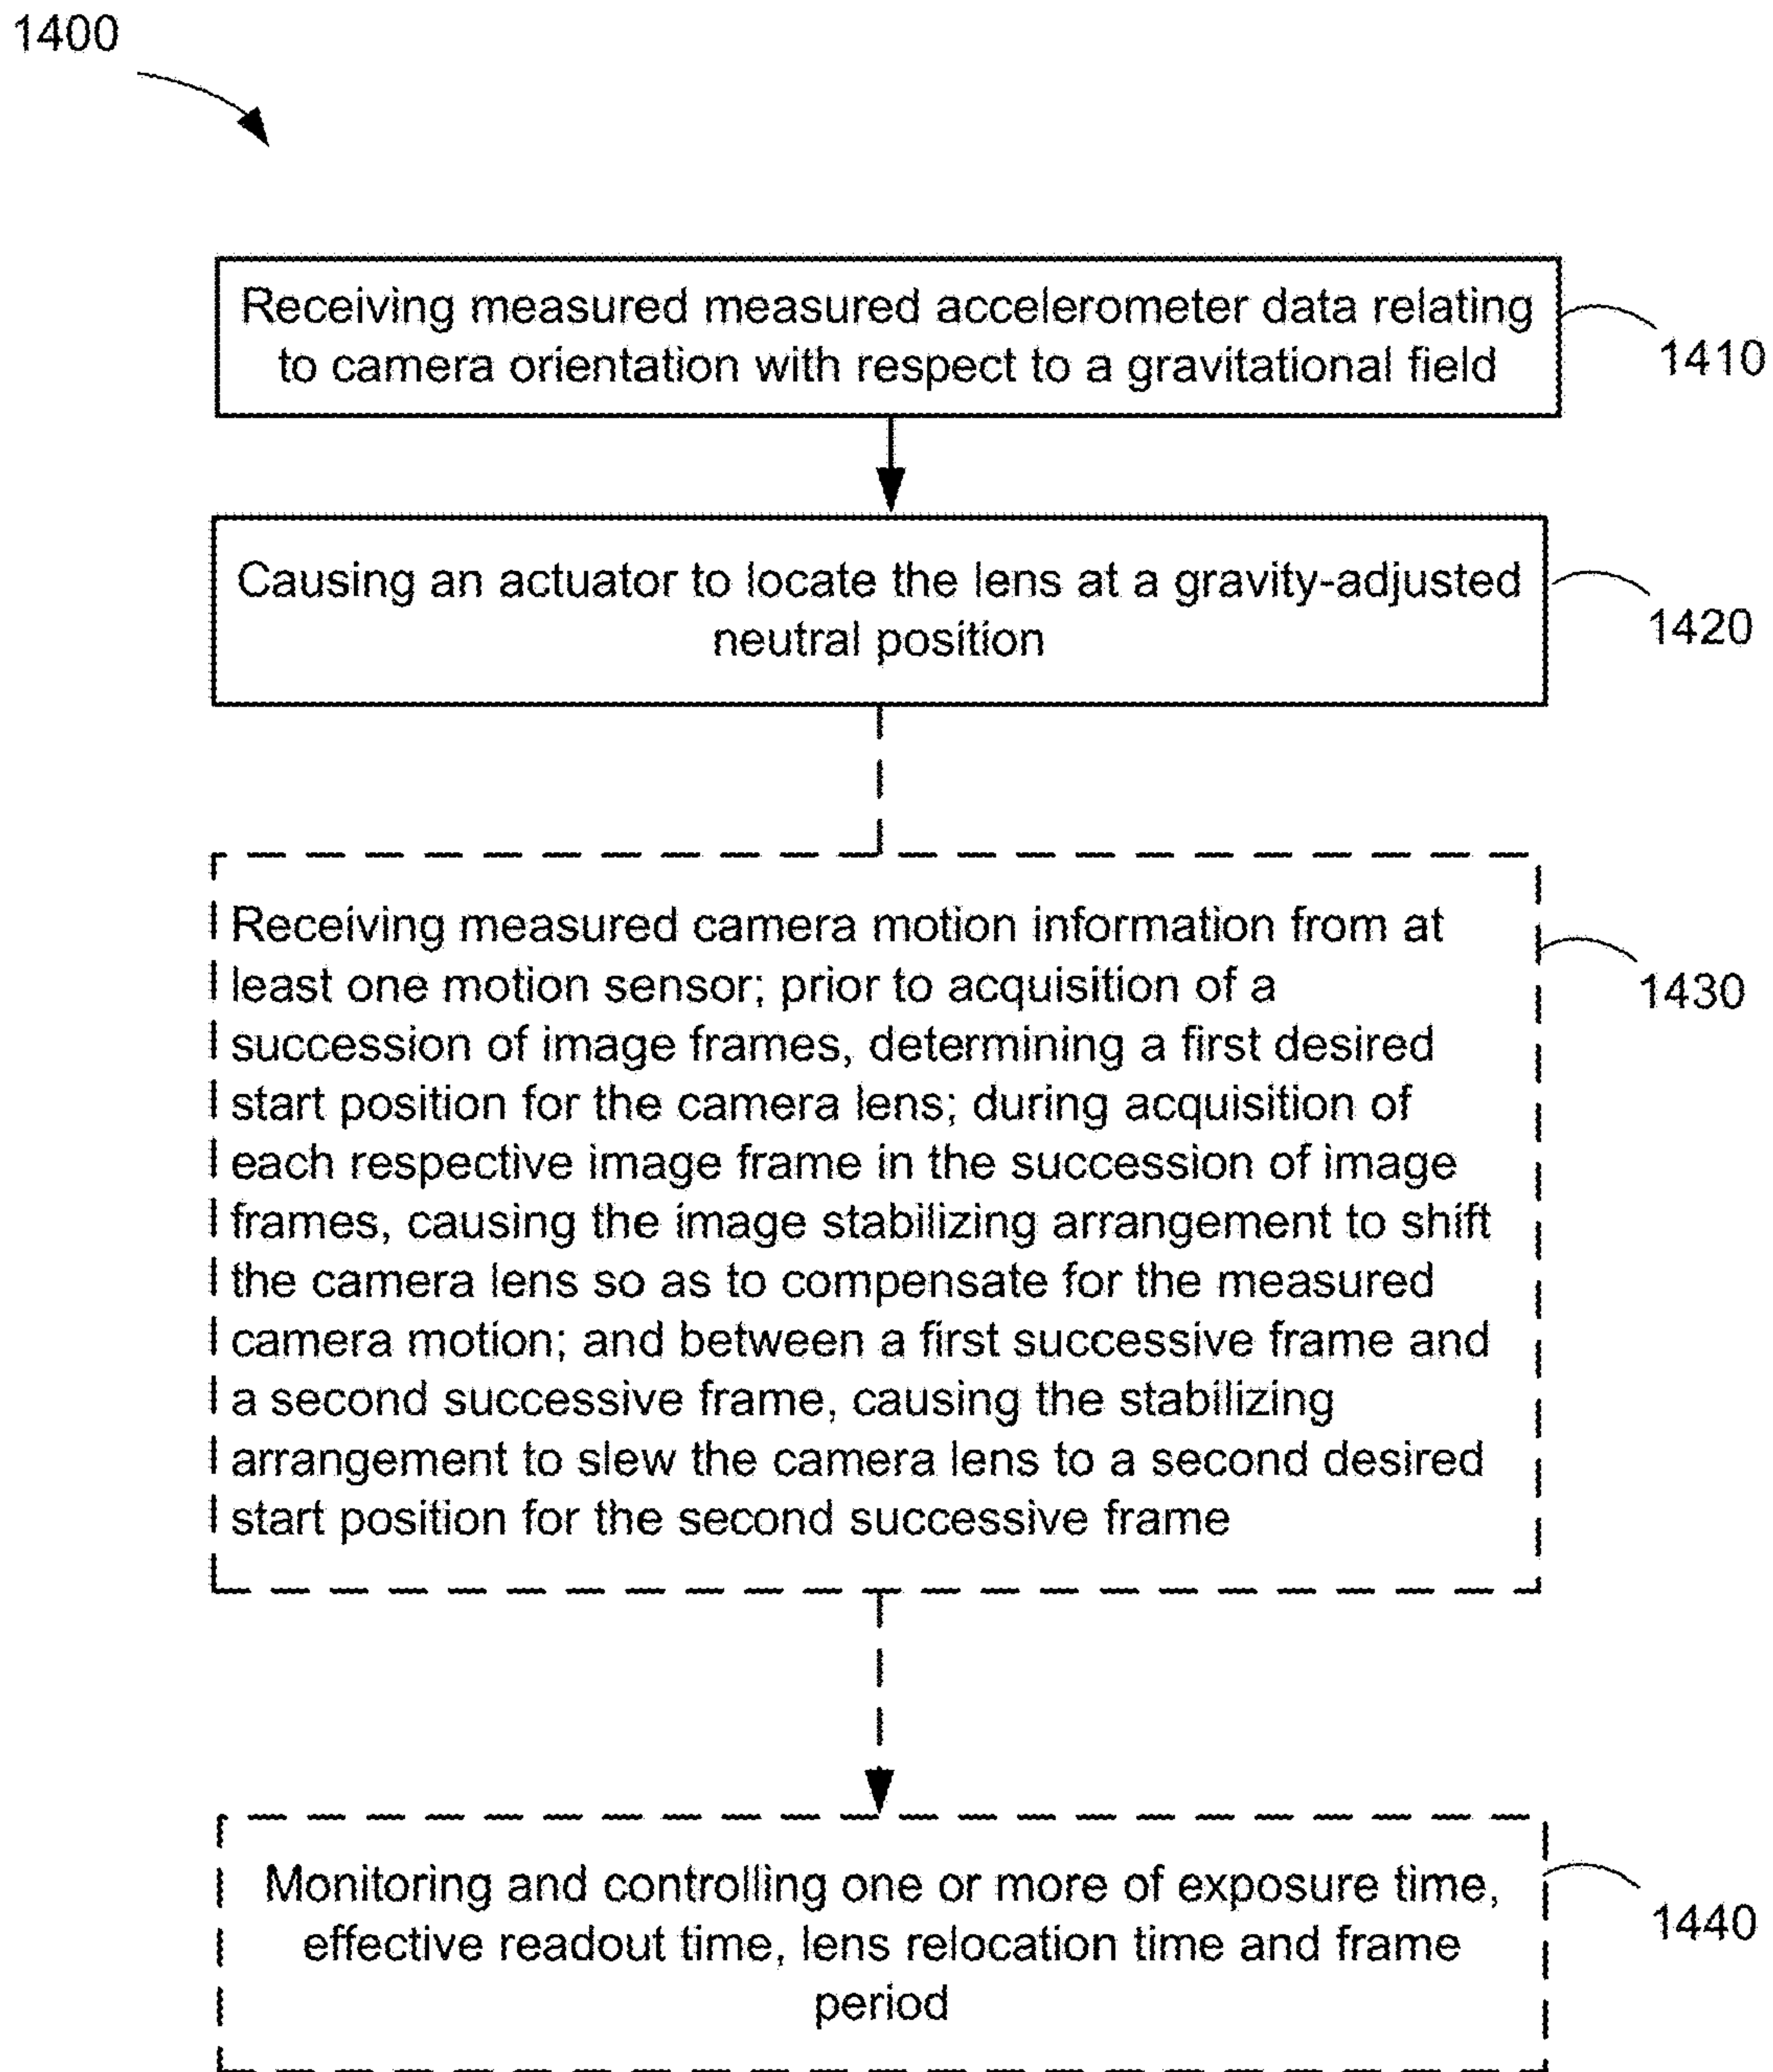 1400
Receiving measured measured accelerometer data relating
to camera orientation with respect to a gravitational field
1410
Causing an actuator to locate the lens at a gravity-adjusted
neutral position
1420
Receiving measured camera motion information from at
least one motion sensor; prior to acquisition of a
succession of image frames, determining a first desired
start position for the camera lens; during acquisition of
each respective image frame in the succession of image
frames, causing the image stabilizing arrangement to shift
the camera lens so as to compensate for the measured
camera motion; and between a first successive frame and
a second successive frame, causing the stabilizing
arrangement to slew the camera lens to a second desired
start position for the second successive frame
1430
Monitoring and controlling one or more of exposure time,
effective readout time, lens relocation time and frame
period
1440